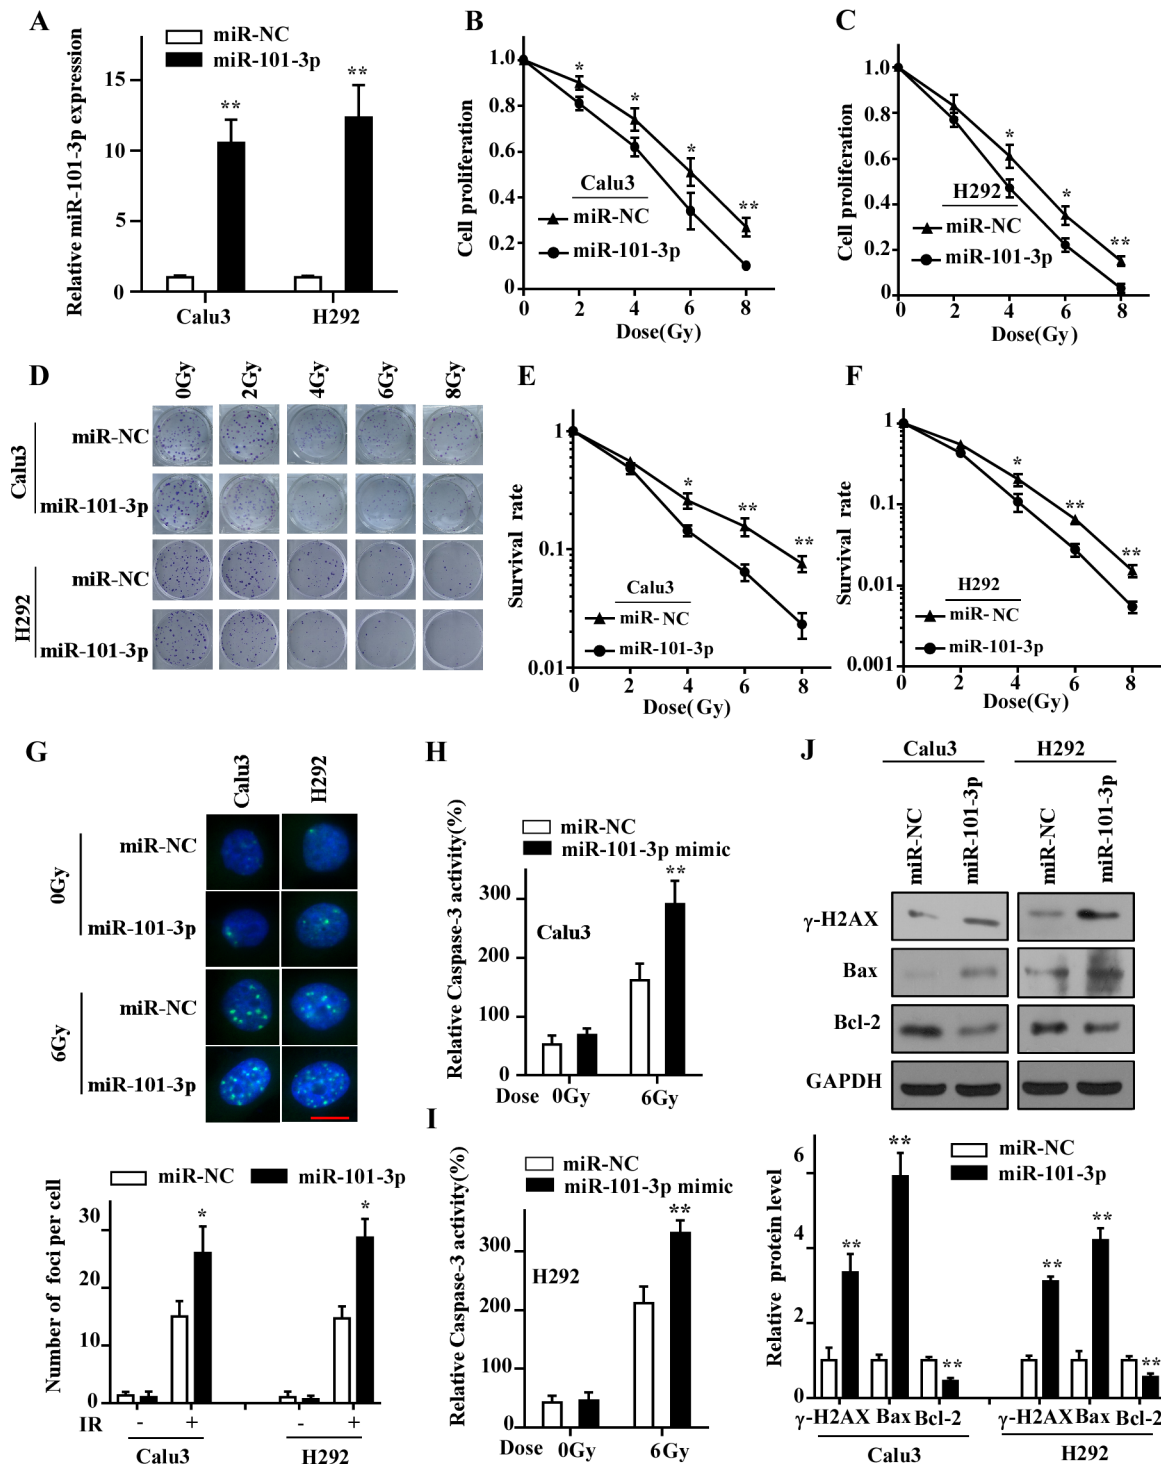 A
miR-NC
miR-101-3p
Relative miR-101-3p expression
15
10
5
0
**
**
Calu3
H292
B
Cell proliferation
1.0
0.8
0.6
0.4
0.2
0
*
*
*
**
Calu3
miR-NC
miR-101-3p
0
2
4
6
8
Dose(Gy)
C
Cell proliferation
1.0
0.8
0.6
0.4
0.2
0
*
*
**
H292
miR-NC
miR-101-3p
0
2
4
6
8
Dose(Gy)
D
0Gy
2Gy
4Gy
6Gy
8Gy
Calu3
miR-NC
miR-101-3p
H292
miR-NC
miR-101-3p
E
Survival rate
1
0.1
0.01
*
**
**
Calu3
miR-NC
miR-101-3p
0
2
4
6
8
Dose(Gy)
F
Survival rate
1
0.1
0.01
0.001
*
**
**
H292
miR-NC
miR-101-3p
0
2
4
6
8
Dose(Gy)
G
Calu3
H292
0Gy
miR-NC
miR-101-3p
6Gy
miR-NC
miR-101-3p
miR-NC
miR-101-3p
Number of foci per cell
30
20
10
0
*
*
IR
-
+
-
+
Calu3
H292
H
miR-NC
miR-101-3p mimic
Relative Caspase-3 activity(%)
300
200
100
0
**
Calu3
Dose
0Gy
6Gy
I
miR-NC
miR-101-3p mimic
Relative Caspase-3 activity(%)
300
200
100
0
**
H292
Dose
0Gy
6Gy
J
Calu3
H292
miR-NC
miR-101-3p
miR-NC
miR-101-3p
γ-H2AX
Bax
Bcl-2
GAPDH
miR-NC
miR-101-3p
Relative protein level
6
4
2
0
**
**
**
**
**
**
γ-H2AX
Bax
Bcl-2
γ-H2AX
Bax
Bcl-2
Calu3
H292